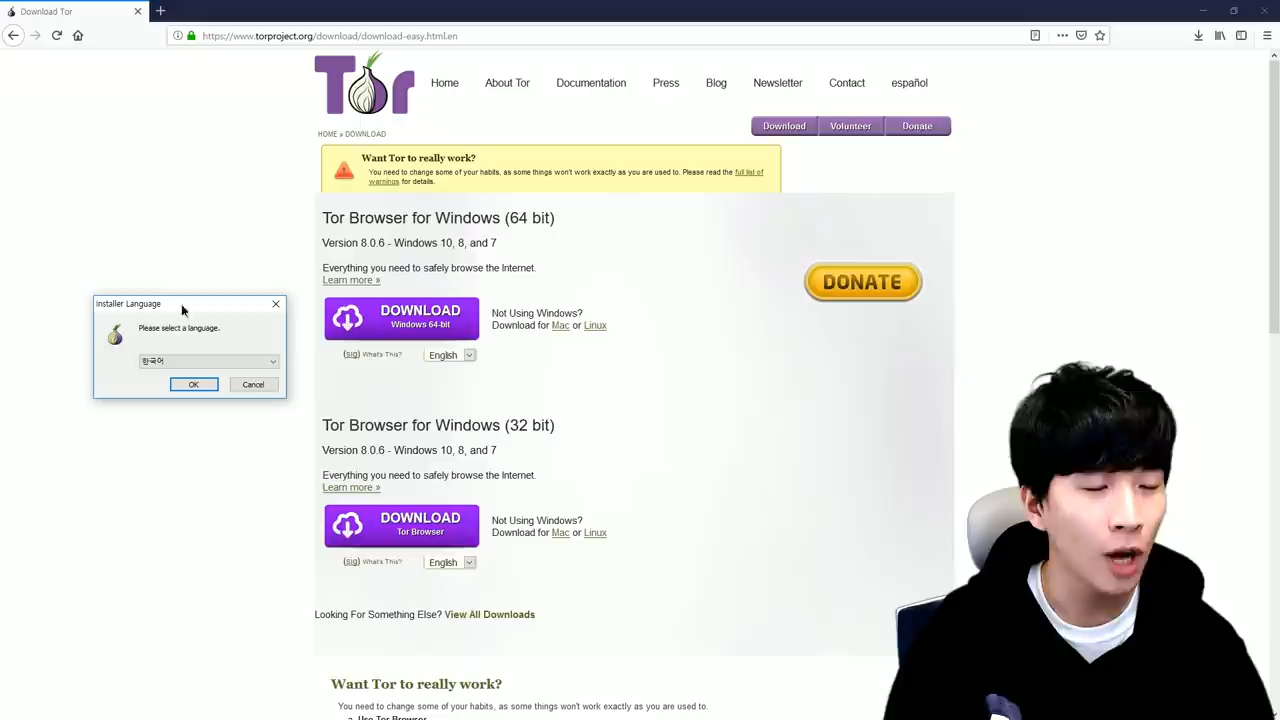 Download Tor
https://www.torproject.org/download/download-easy.html.en
Tor
Home
About Tor
Documentation
Press
Blog
Newsletter
Contact
español
Download
Volunteer
Donate
HOME » DOWNLOAD
Want Tor to really work?
You need to change some of your habits, as some things won't work exactly as you are used to. Please read the full list of
warnings for details.
Tor Browser for Windows (64 bit)
Version 8.0.6 - Windows 10, 8, and 7
Everything you need to safely browse the Internet.
Learn more »
DONATE
DOWNLOAD
Windows 64-bit
Not Using Windows?
Download for Mac or Linux
(sig) What's This?
English
Installer Language
Please select a language.
한국어
OK
Cancel
Tor Browser for Windows (32 bit)
Version 8.0.6 - Windows 10, 8, and 7
Everything you need to safely browse the Internet.
Learn more »
DOWNLOAD
Tor Browser
Not Using Windows?
Download for Mac or Linux
(sig) What's This?
English
Looking For Something Else? View All Downloads
Want Tor to really work?
You need to change some of your habits, as some things won't work exactly as you are used to.
a. Use Tor Browser